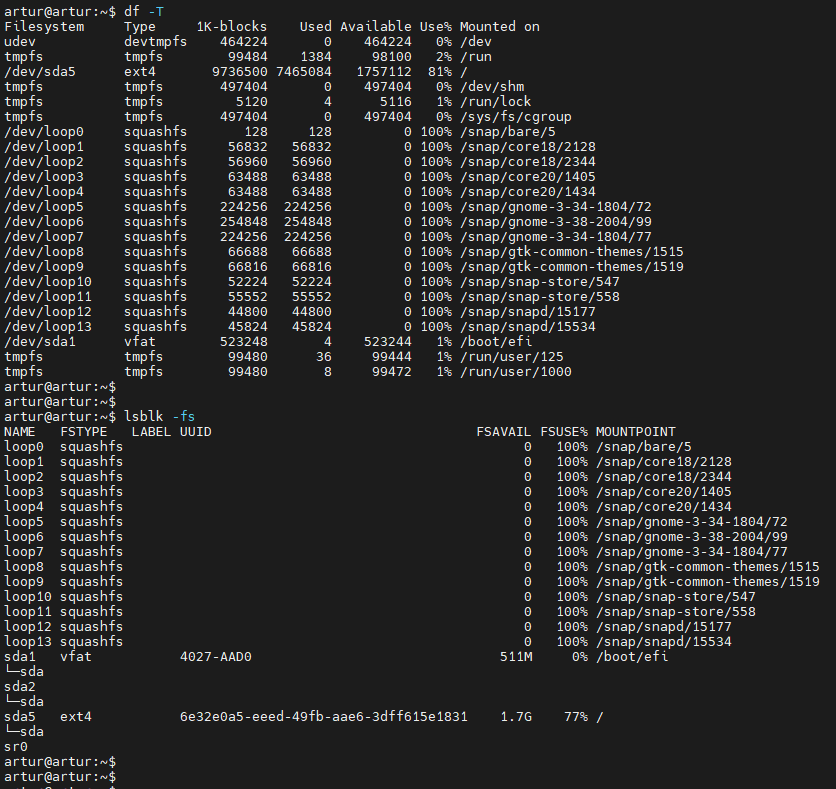 artur@artur:~$ df -T
Filesystem     Type     1K-blocks    Used Available Use% Mounted on
udev           devtmpfs    464224       0    464224   0% /dev
tmpfs          tmpfs        99484    1384     98100   2% /run
/dev/sda5      ext4       9736500 7465084   1757112  81% /
tmpfs          tmpfs       497404       0    497404   0% /dev/shm
tmpfs          tmpfs         5120       4      5116   1% /run/lock
tmpfs          tmpfs       497404       0    497404   0% /sys/fs/cgroup
/dev/loop0     squashfs       128     128         0 100% /snap/bare/5
/dev/loop1     squashfs     56832   56832         0 100% /snap/core18/2128
/dev/loop2     squashfs     56960   56960         0 100% /snap/core18/2344
/dev/loop3     squashfs     63488   63488         0 100% /snap/core20/1405
/dev/loop4     squashfs     63488   63488         0 100% /snap/core20/1434
/dev/loop5     squashfs    224256  224256         0 100% /snap/gnome-3-34-1804/72
/dev/loop6     squashfs    254848  254848         0 100% /snap/gnome-3-38-2004/99
/dev/loop7     squashfs    224256  224256         0 100% /snap/gnome-3-34-1804/77
/dev/loop8     squashfs     66688   66688         0 100% /snap/gtk-common-themes/1515
/dev/loop9     squashfs     66816   66816         0 100% /snap/gtk-common-themes/1519
/dev/loop10    squashfs     52224   52224         0 100% /snap/snap-store/547
/dev/loop11    squashfs     55552   55552         0 100% /snap/snap-store/558
/dev/loop12    squashfs     44800   44800         0 100% /snap/snapd/15177
/dev/loop13    squashfs     45824   45824         0 100% /snap/snapd/15534
/dev/sda1      vfat        523248       4    523244   1% /boot/efi
tmpfs          tmpfs        99480      36     99444   1% /run/user/125
tmpfs          tmpfs        99480       8     99472   1% /run/user/1000
artur@artur:~$
artur@artur:~$
artur@artur:~$ lsblk -fs
NAME   FSTYPE   LABEL UUID                                 FSAVAIL FSUSE% MOUNTPOINT
loop0  squashfs                                                  0   100% /snap/bare/5
loop1  squashfs                                                  0   100% /snap/core18/2128
loop2  squashfs                                                  0   100% /snap/core18/2344
loop3  squashfs                                                  0   100% /snap/core20/1405
loop4  squashfs                                                  0   100% /snap/core20/1434
loop5  squashfs                                                  0   100% /snap/gnome-3-34-1804/72
loop6  squashfs                                                  0   100% /snap/gnome-3-38-2004/99
loop7  squashfs                                                  0   100% /snap/gnome-3-34-1804/77
loop8  squashfs                                                  0   100% /snap/gtk-common-themes/1515
loop9  squashfs                                                  0   100% /snap/gtk-common-themes/1519
loop10 squashfs                                                  0   100% /snap/snap-store/547
loop11 squashfs                                                  0   100% /snap/snap-store/558
loop12 squashfs                                                  0   100% /snap/snapd/15177
loop13 squashfs                                                  0   100% /snap/snapd/15534
sda1   vfat           4027-AAD0                               511M     0% /boot/efi
└─sda
sda2
└─sda
sda5   ext4           6e32e0a5-eeed-49fb-aae6-3dff615e1831    1.7G    77% /
└─sda
sr0
artur@artur:~$
artur@artur:~$